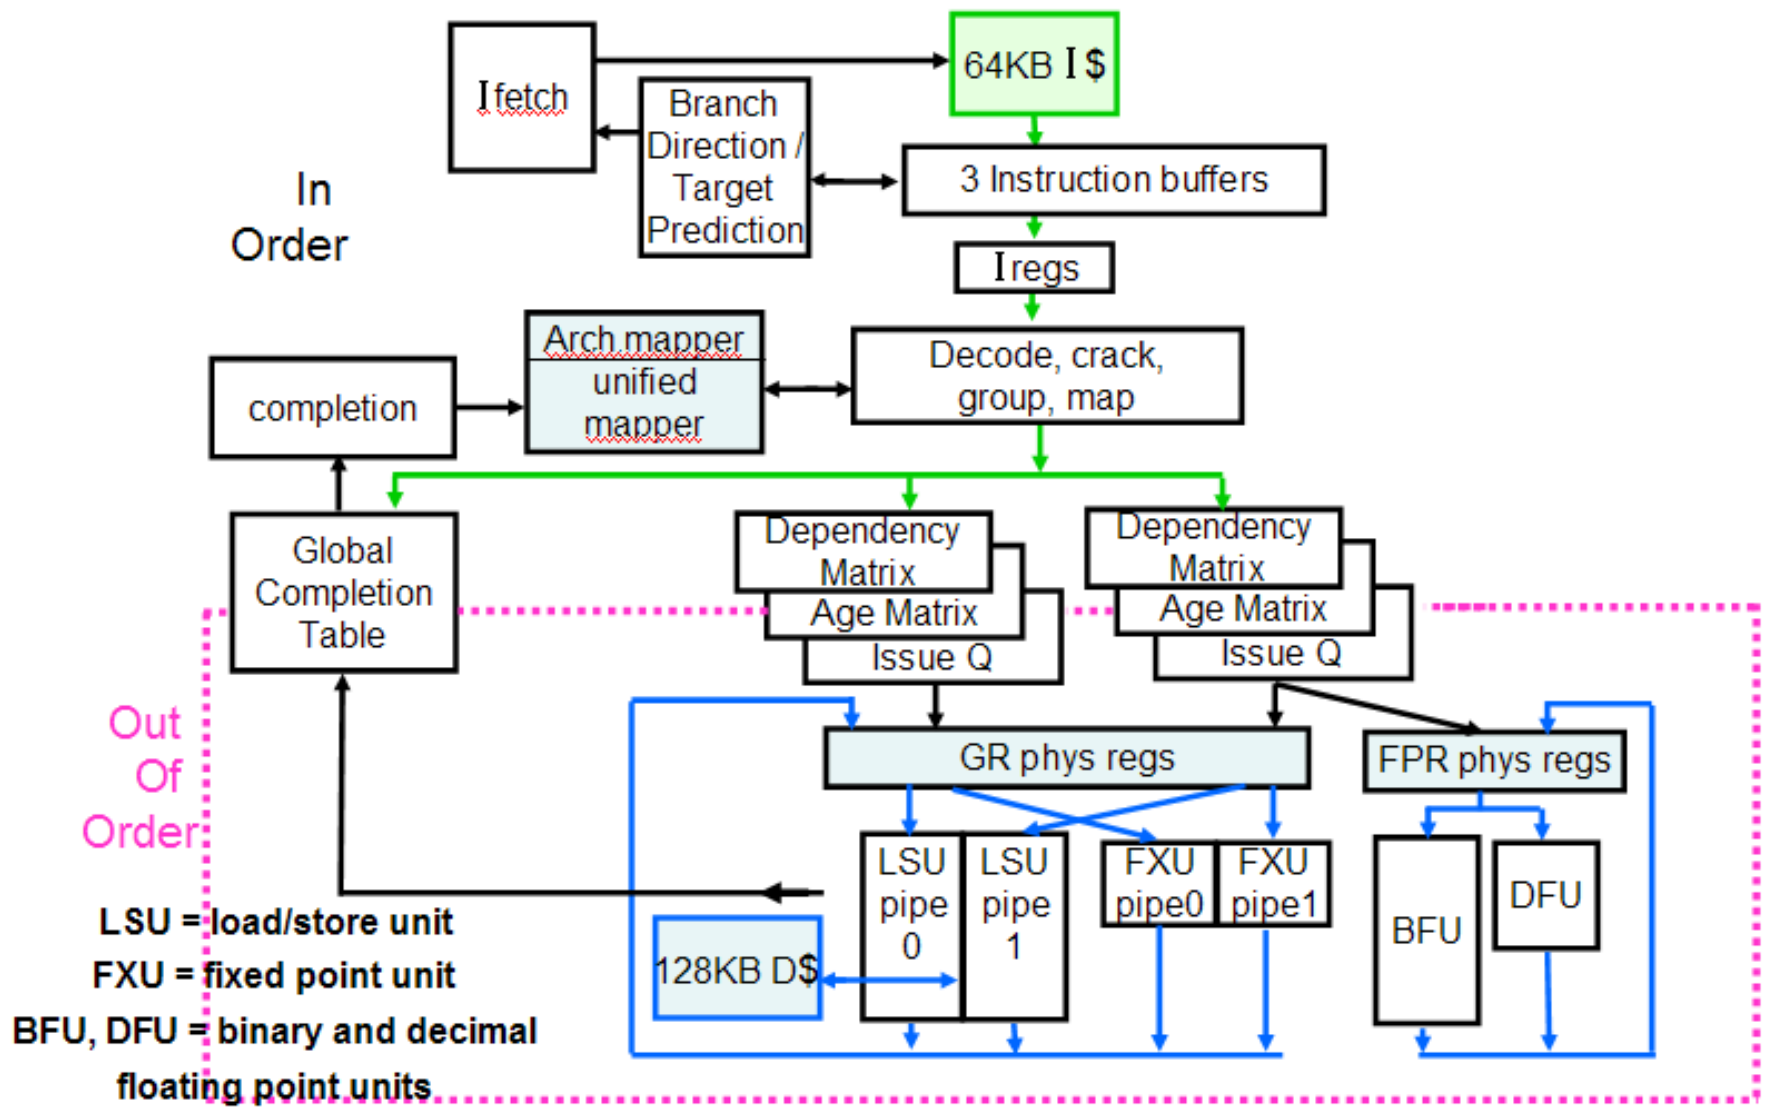 I fetch
64KB I $
Branch
Direction /
Target
Prediction
3 Instruction buffers
In
Order
I regs
Arch mapper
unified
mapper
Decode, crack,
group, map
completion
Global
Completion
Table
Dependency
Matrix
Age Matrix
Issue Q
Dependency
Matrix
Age Matrix
Issue Q
Out
Of
Order
GR phys regs
FPR phys regs
LSU
pipe
0
LSU
pipe
1
FXU
pipe0
FXU
pipe1
BFU
DFU
128KB D$
LSU = load/store unit
FXU = fixed point unit
BFU, DFU = binary and decimal
floating point units